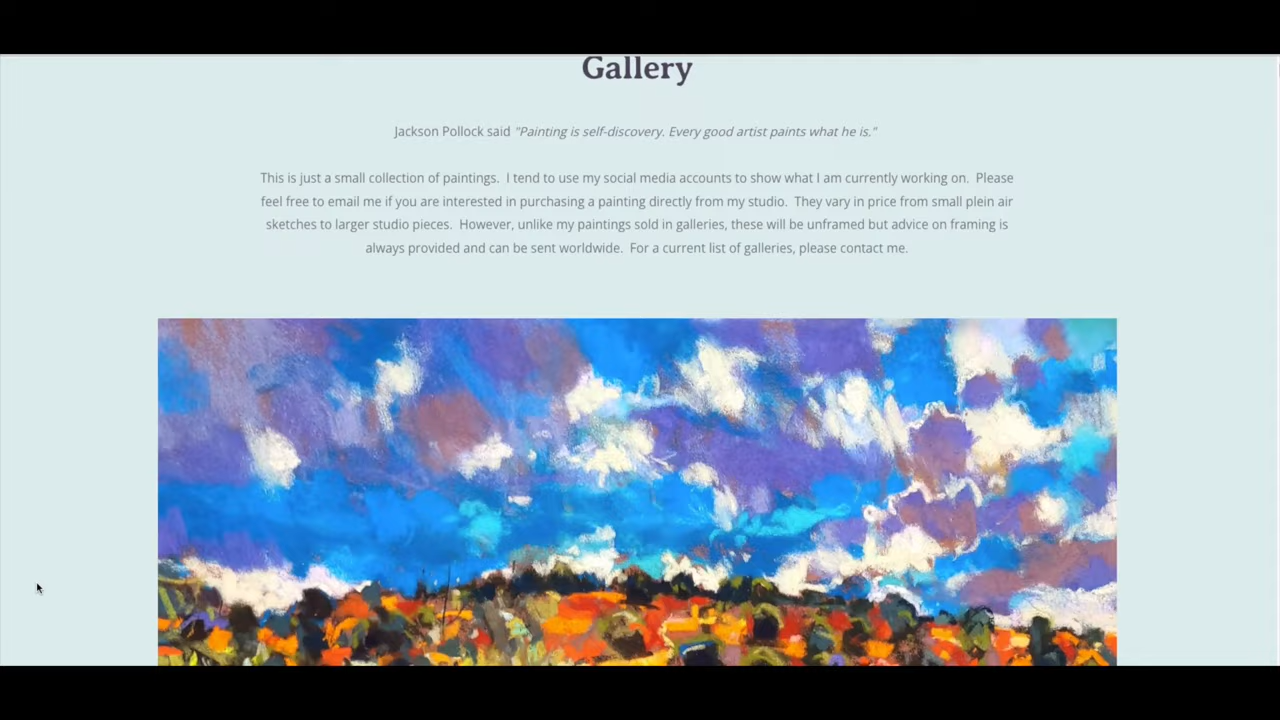 Gallery
Jackson Pollock said "Painting is self-discovery. Every good artist paints what he is."
This is just a small collection of paintings.  I tend to use my social media accounts to show what I am currently working on.  Please
feel free to email me if you are interested in purchasing a painting directly from my studio.  They vary in price from small plein air
sketches to larger studio pieces.  However, unlike my paintings sold in galleries, these will be unframed but advice on framing is
always provided and can be sent worldwide.  For a current list of galleries, please contact me.